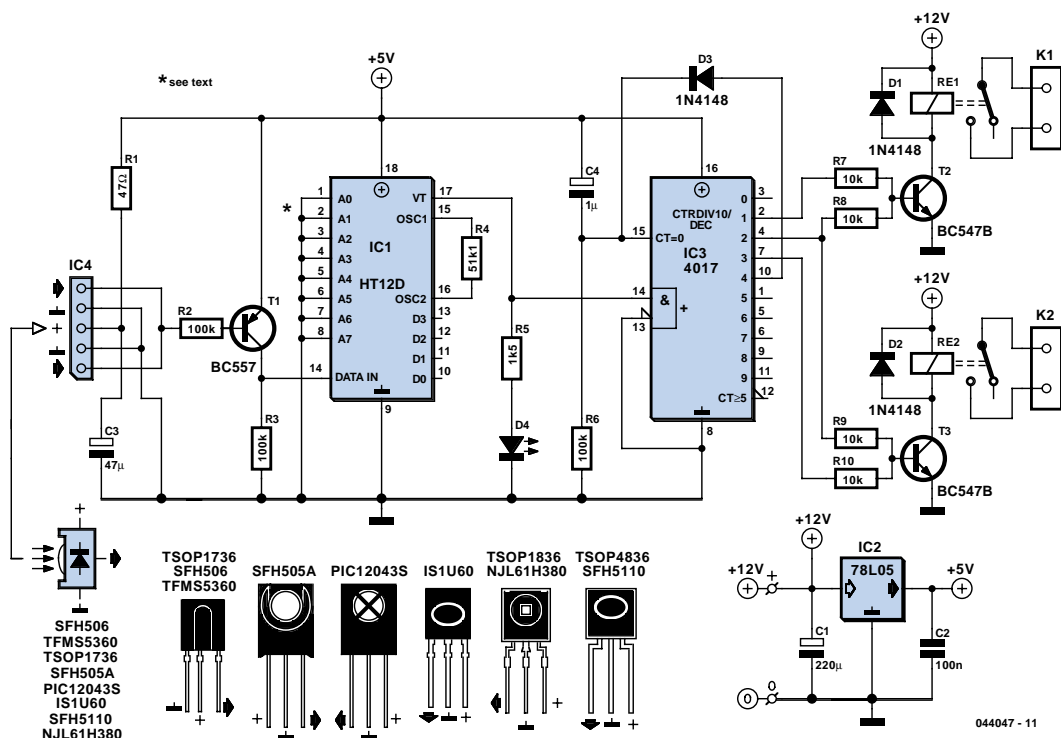 * see text
+5V
+12V
K1
D3
1N4148
D1
RE1
1N4148
T2
BC547B
R7
10k
R8
10k
R1
47Ω
IC4
+
R2
100k
T1
BC557
R3
100k
C3
47µ
*
1
2
3
4
5
6
7
8
14
A0
A1
A2
A3
A4
A5
A6
A7
DATA IN
18
IC1
HT12D
VT
OSC1
OSC2
D3
D2
D1
D0
17
15
16
13
12
11
10
9
R4
51k1
R5
1k5
D4
C4
1µ
R6
100k
15
14
13
16
CTRDIV10/
DEC
CT=0
IC3
4017
&
+
0
1
2
3
4
5
6
7
8
9
CT≥5
3
2
4
7
10
1
5
6
9
11
12
8
+12V
K2
D2
RE2
1N4148
T3
BC547B
R9
10k
R10
10k
+
SFH506
TFMS5360
TSOP1736
SFH505A
PIC12043S
IS1U60
SFH5110
NJL61H380
TSOP1736
SFH506
TFMS5360
+
SFH505A
+
PIC12043S
+
IS1U60
+
TSOP1836
NJL61H380
+
TSOP4836
SFH5110
+
+12V
+12V
+
IC2
78L05
+5V
C1
220µ
C2
100n
0
0
044047 - 11